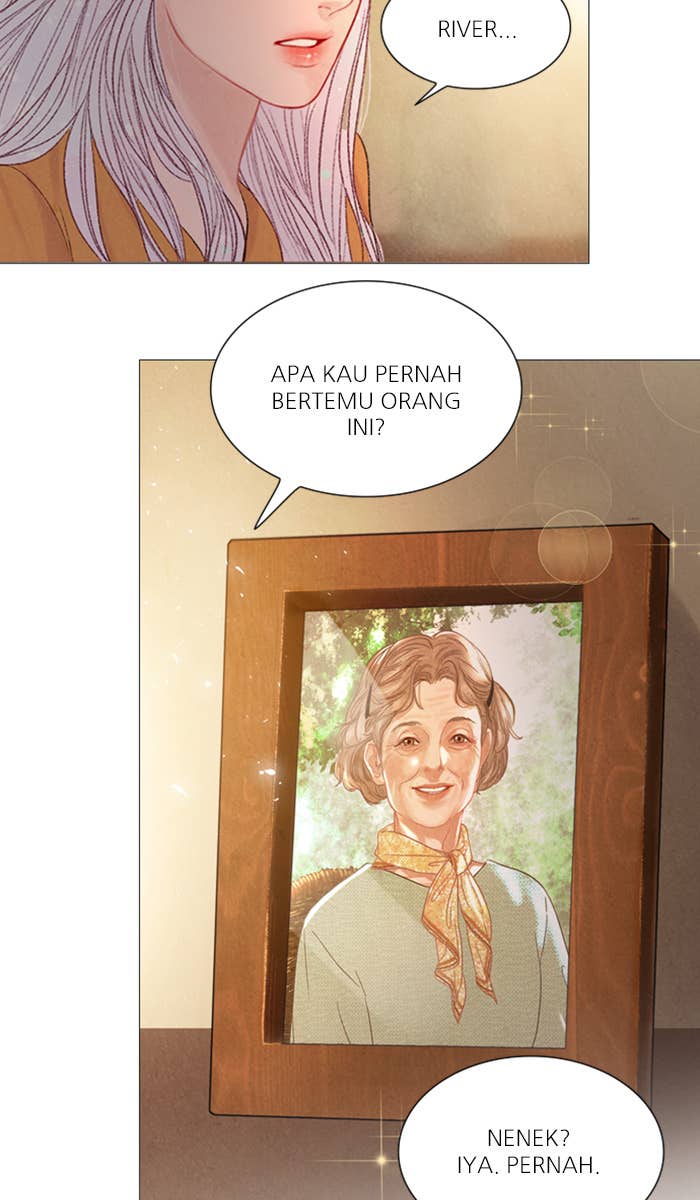 RIVER...
APA KAU PERNAH
BERTEMU ORANG
INI?
NENEK?
IYA. PERNAH.